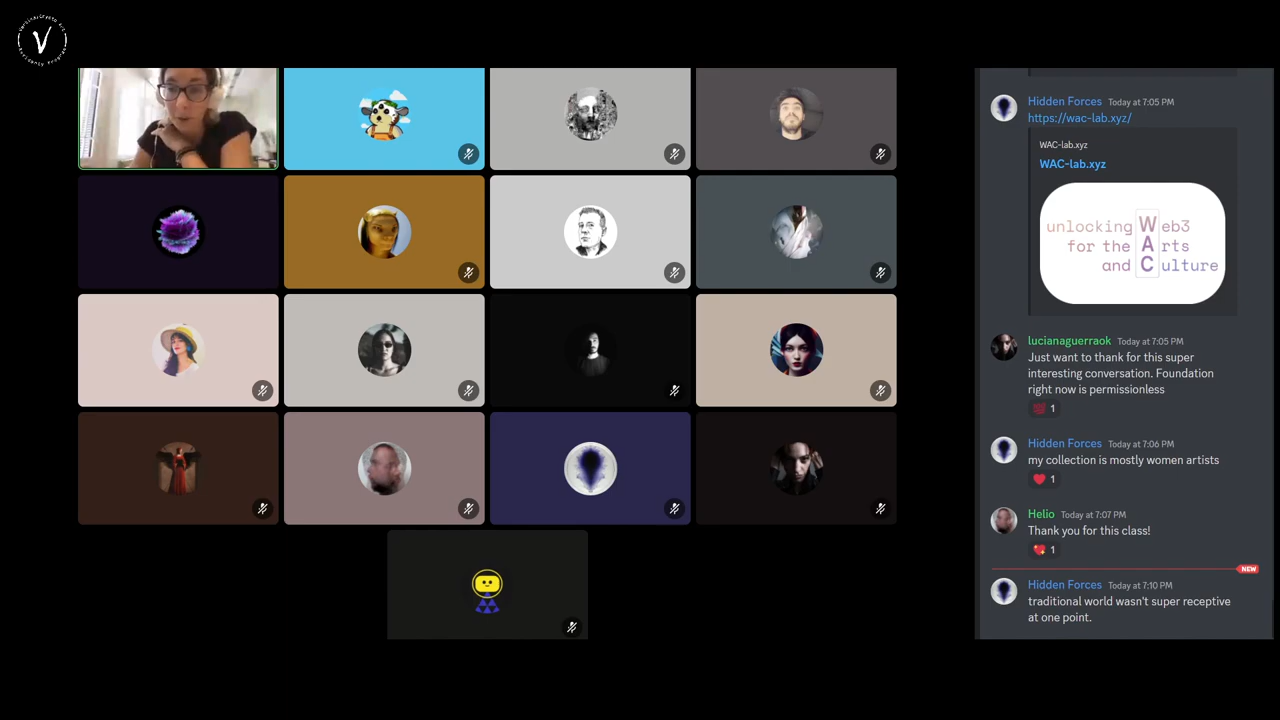 V
Hidden Forces Today at 7:05 PM
https://wac-lab.xyz/
WAC-lab.xyz
WAC-lab.xyz
unlocking Web3
for the Arts
and Culture
lucianaguerraok Today at 7:05 PM
Just want to thank for this super
interesting conversation. Foundation
right now is permissionless
1
Hidden Forces Today at 7:06 PM
my collection is mostly women artists
1
Helio Today at 7:07 PM
Thank you for this class!
1
NEW
Hidden Forces Today at 7:10 PM
traditional world wasn't super receptive
at one point.